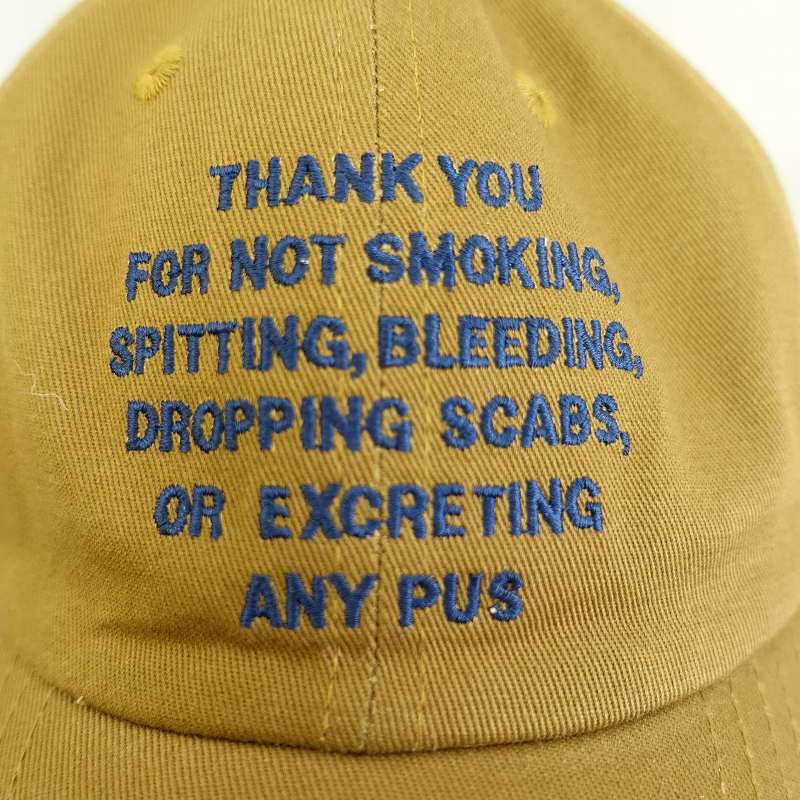 THANK YOU
FOR NOT SMOKING,
SPITTING, BLEEDING,
DROPPING SCABS,
OR EXCRETING
ANY PUS